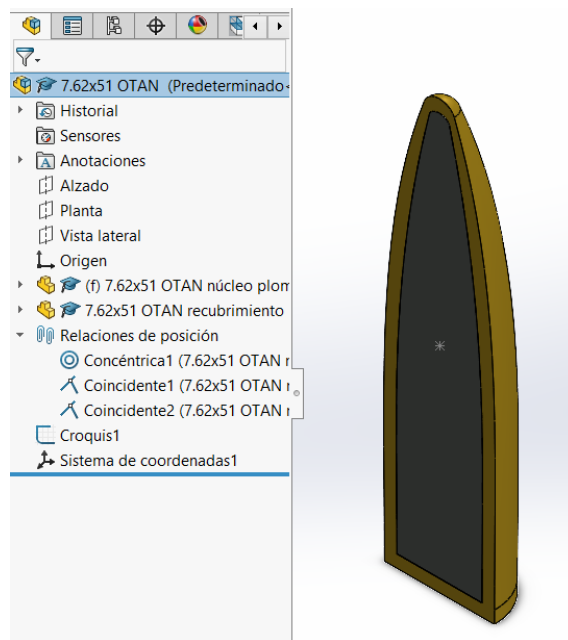 7.62x51 OTAN (Predeterminado
Historial
Sensores
Anotaciones
Alzado
Planta
Vista lateral
Origen
(f) 7.62x51 OTAN núcleo plom
7.62x51 OTAN recubrimiento
Relaciones de posición
Concéntrica1 (7.62x51 OTAN r
Coincidente1 (7.62x51 OTAN r
Coincidente2 (7.62x51 OTAN r
Croquis1
Sistema de coordenadas1